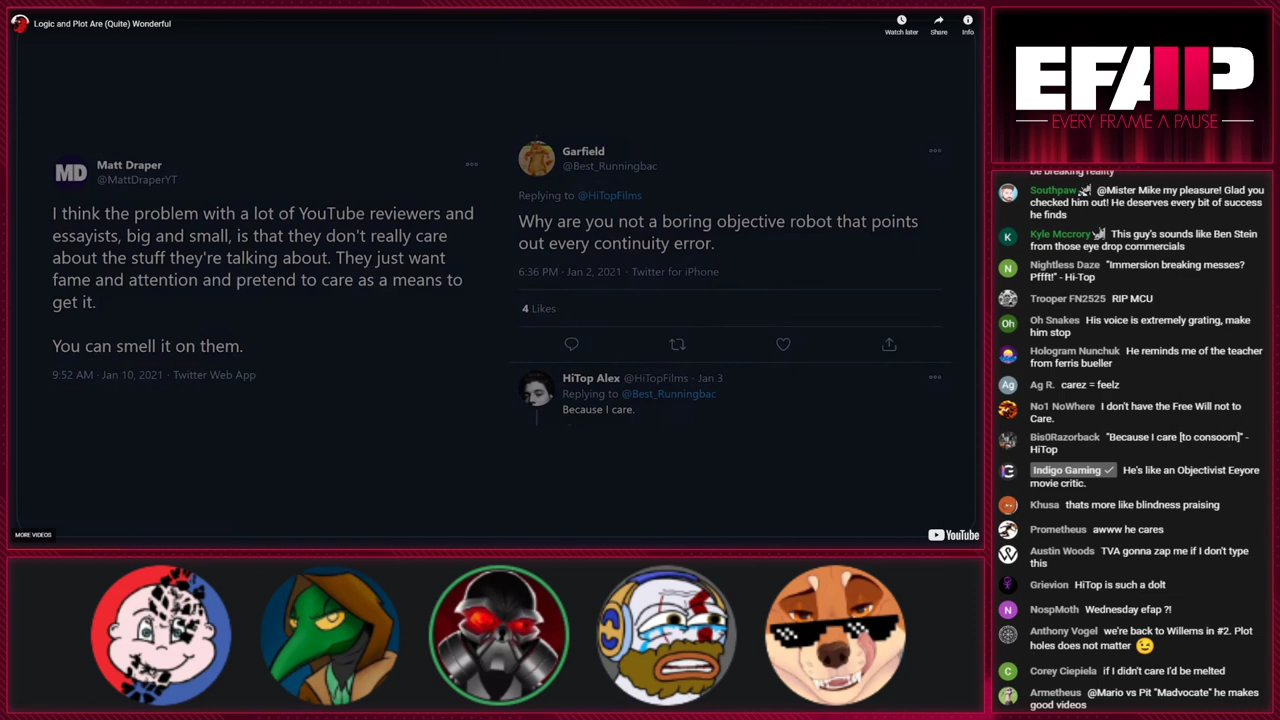 Logic and Plot Are (Quite) Wonderful
Watch later
Share
Info
MD
Matt Draper
@MattDraperYT
I think the problem with a lot of YouTube reviewers and
essayists, big and small, is that they don't really care
about the stuff they're talking about. They just want
fame and attention and pretend to care as a means to
get it.
You can smell it on them.
9:52 AM · Jan 10, 2021 · Twitter Web App
Garfield
@Best_Runningbac
Replying to @HiTopFilms
Why are you not a boring objective robot that points
out every continuity error.
6:36 PM · Jan 2, 2021 · Twitter for iPhone
4 Likes
HiTop Alex @HiTopFilms · Jan 3
Replying to @Best_Runningbac
Because I care.
MORE VIDEOS
YouTube
EFAP
EVERY FRAME A PAUSE
be breaking reality
Southpaw @Mister Mike my pleasure! Glad you
checked him out! He deserves every bit of success
he finds
K
Kyle Mccrory This guy's sounds like Ben Stein
from those eye drop commercials
N
Nightless Daze "Immersion breaking messes?
Pffft!" - Hi-Top
Trooper FN2525 RIP MCU
Oh
Oh Snakes His voice is extremely grating, make
him stop
Hologram Nunchuk He reminds me of the teacher
from ferris bueller
Ag
Ag R. carez = feelz
No1 NoWhere I don't have the Free Will not to
Care.
Bis0Razorback "Because I care [to consoom]" -
HiTop
Indigo Gaming He's like an Objectivist Eeyore
movie critic.
Khusa thats more like blindness praising
Prometheus awww he cares
Austin Woods TVA gonna zap me if I don't type
this
Grievion HiTop is such a dolt
N
NospMoth Wednesday efap ?!
Anthony Vogel we're back to Willems in #2. Plot
holes does not matter 😉
C
Corey Ciepiela if I didn't care I'd be melted
Armetheus @Mario vs Pit "Madvocate" he makes
good videos